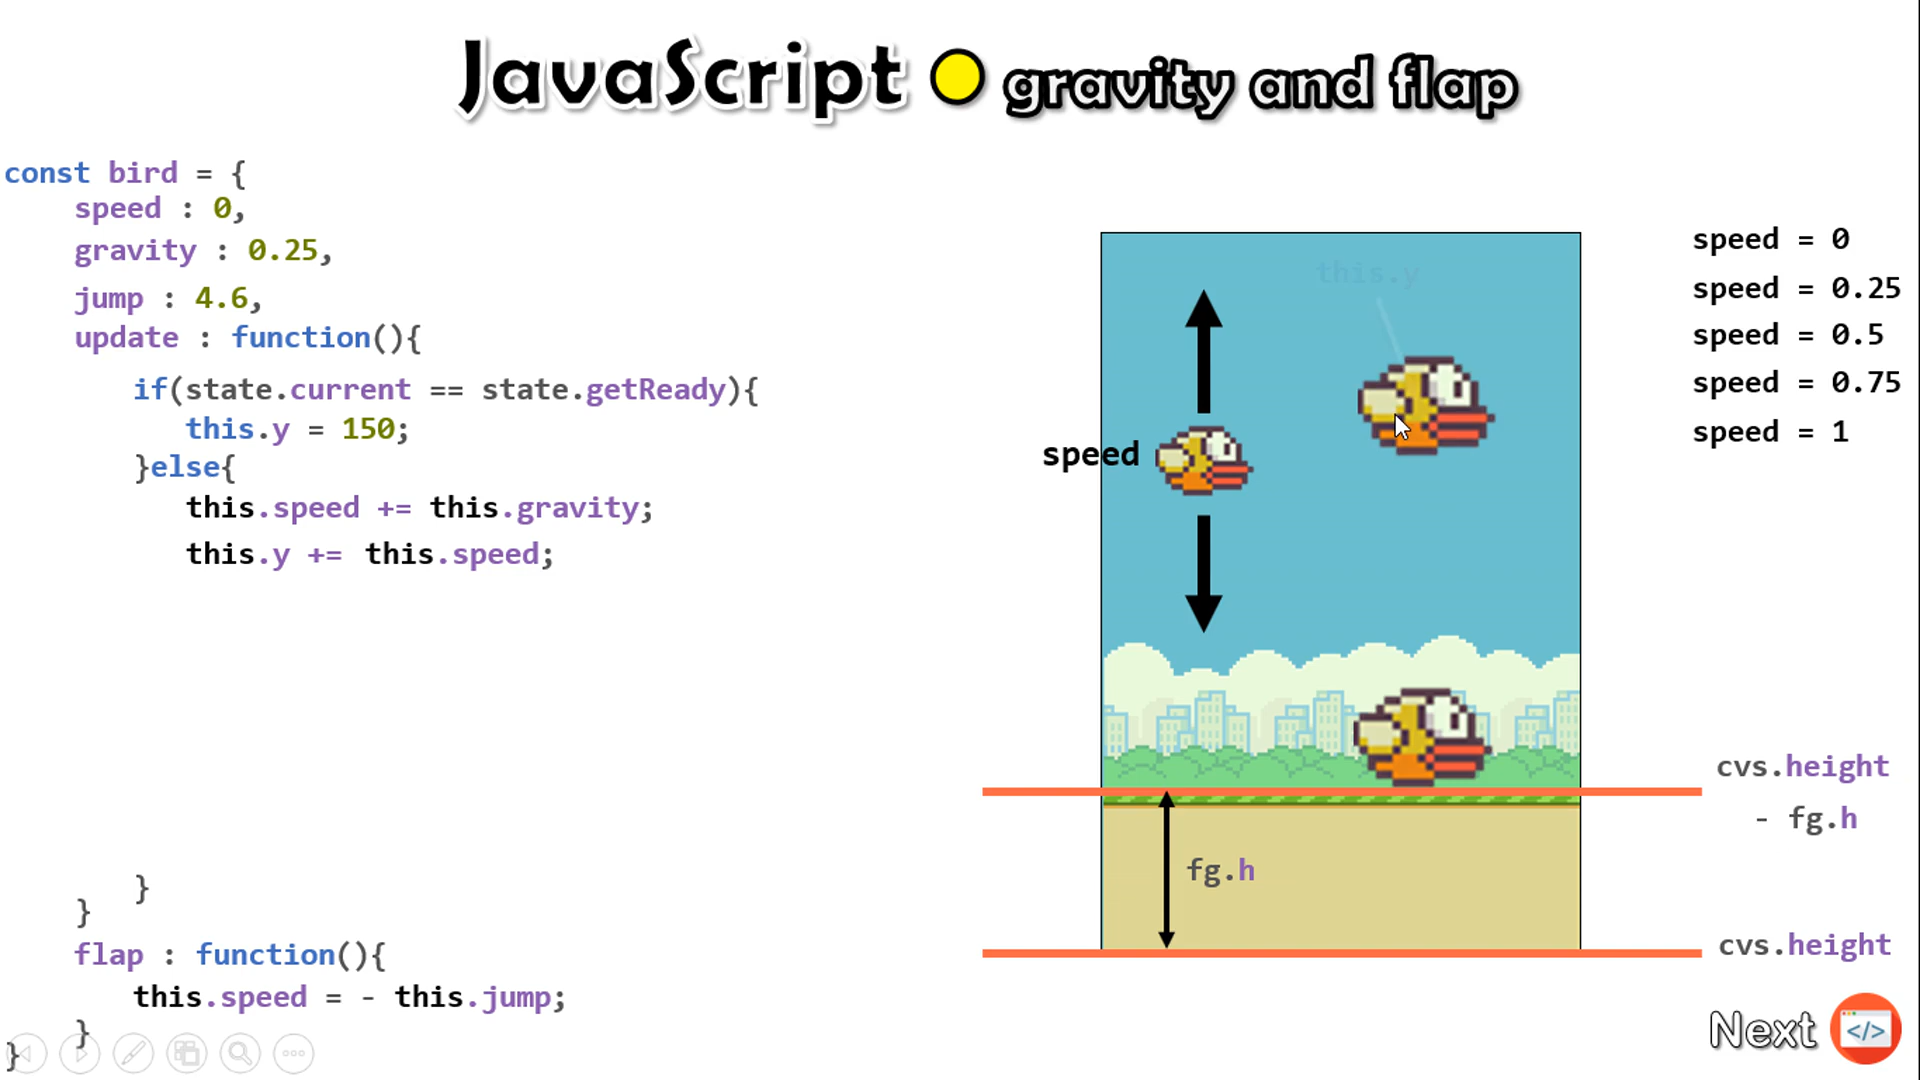 JavaScript gravity and flap
const bird = {
speed : 0,
gravity : 0.25,
jump : 4.6,
update : function(){
if(state.current == state.getReady){
this.y = 150;
}else{
this.speed += this.gravity;
this.y += this.speed;
}
}
flap : function(){
this.speed = - this.jump;
}
}
this.y
speed
fg.h
speed = 0
speed = 0.25
speed = 0.5
speed = 0.75
speed = 1
cvs.height
- fg.h
cvs.height
Next </>